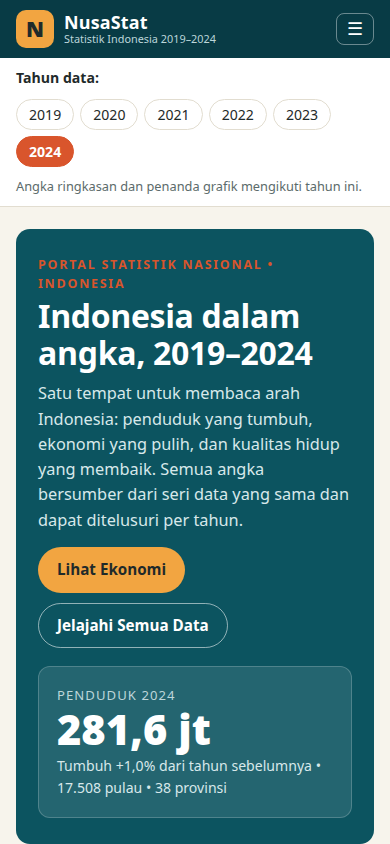 N
NusaStat
Statistik Indonesia 2019–2024
☰
Tahun data:
2019
2020
2021
2022
2023
2024
Angka ringkasan dan penanda grafik mengikuti tahun ini.
PORTAL STATISTIK NASIONAL •
INDONESIA
Indonesia dalam
angka, 2019–2024
Satu tempat untuk membaca arah
Indonesia: penduduk yang tumbuh,
ekonomi yang pulih, dan kualitas hidup
yang membaik. Semua angka
bersumber dari seri data yang sama dan
dapat ditelusuri per tahun.
Lihat Ekonomi
Jelajahi Semua Data
PENDUDUK 2024
281,6 jt
Tumbuh +1,0% dari tahun sebelumnya •
17.508 pulau • 38 provinsi